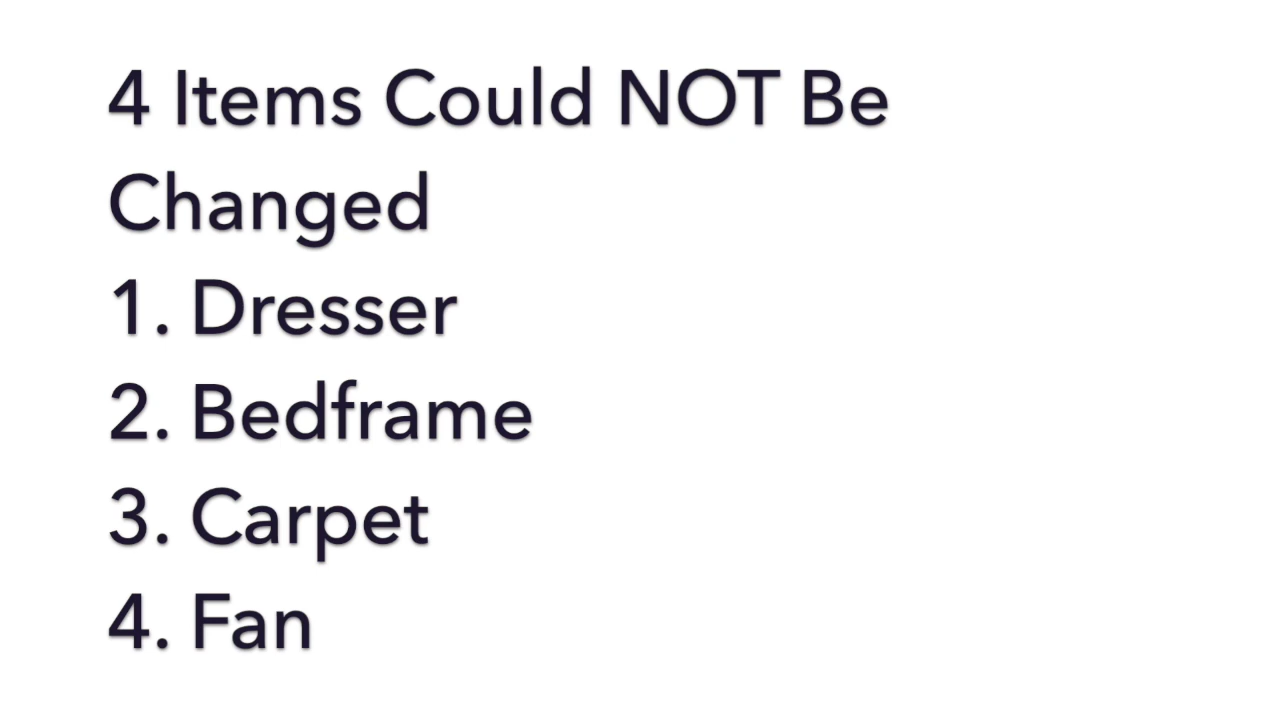 4 Items Could NOT Be
Changed
1. Dresser
2. Bedframe
3. Carpet
4. Fan